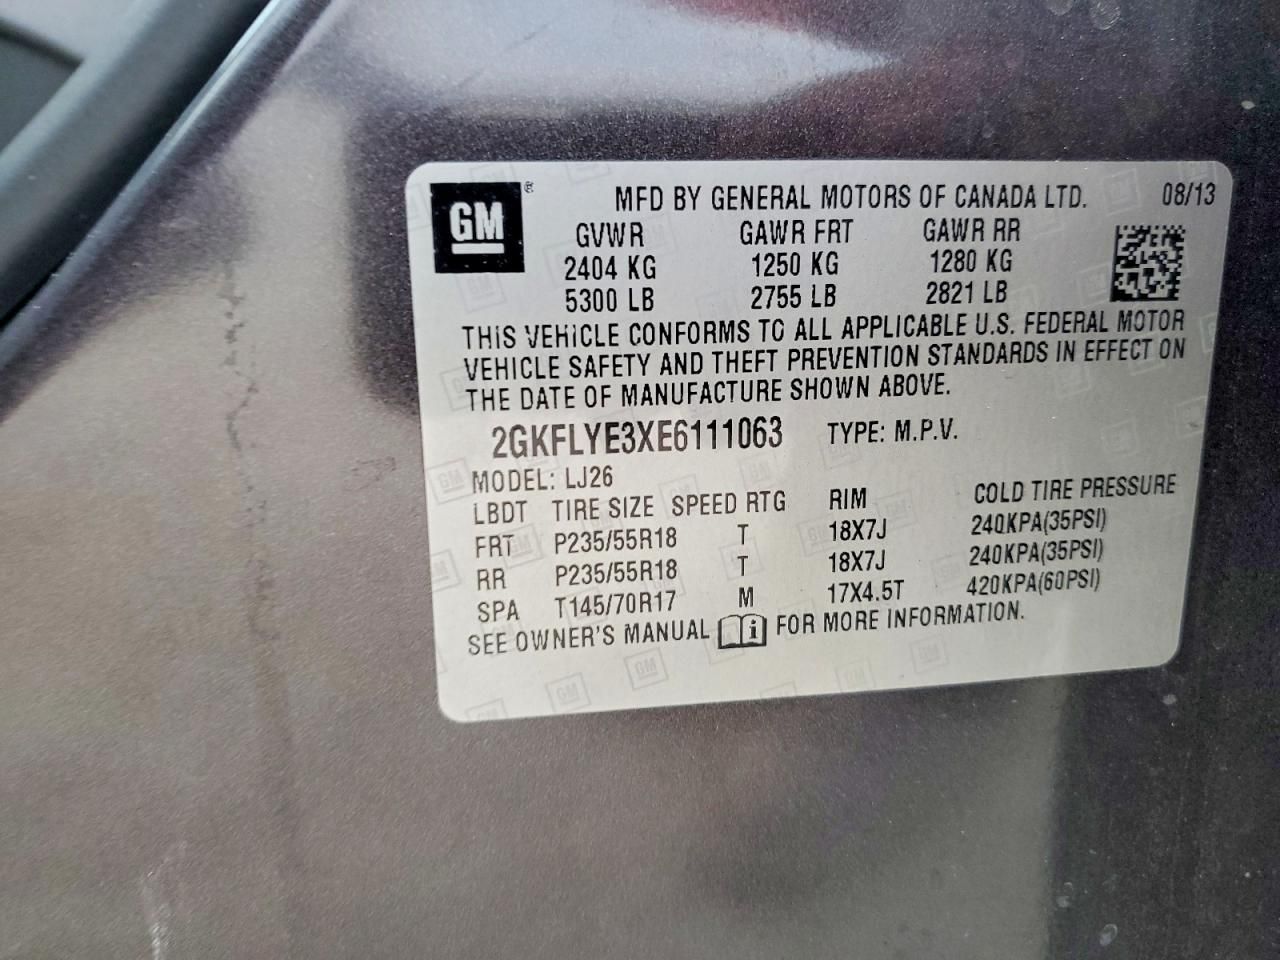 GM ® MFD BY GENERAL MOTORS OF CANADA LTD. 08/13
GVWR GAWR FRT GAWR RR
2404 KG 1250 KG 1280 KG
5300 LB 2755 LB 2821 LB
THIS VEHICLE CONFORMS TO ALL APPLICABLE U.S. FEDERAL MOTOR
VEHICLE SAFETY AND THEFT PREVENTION STANDARDS IN EFFECT ON
THE DATE OF MANUFACTURE SHOWN ABOVE.
2GKFLYE3XE6111063 TYPE: M.P.V.
MODEL: LJ26
LBDT TIRE SIZE SPEED RTG RIM COLD TIRE PRESSURE
FRT P235/55R18 T 18X7J 240KPA(35PSI)
RR P235/55R18 T 18X7J 240KPA(35PSI)
SPA T145/70R17 M 17X4.5T 420KPA(60PSI)
SEE OWNER'S MANUAL i FOR MORE INFORMATION.